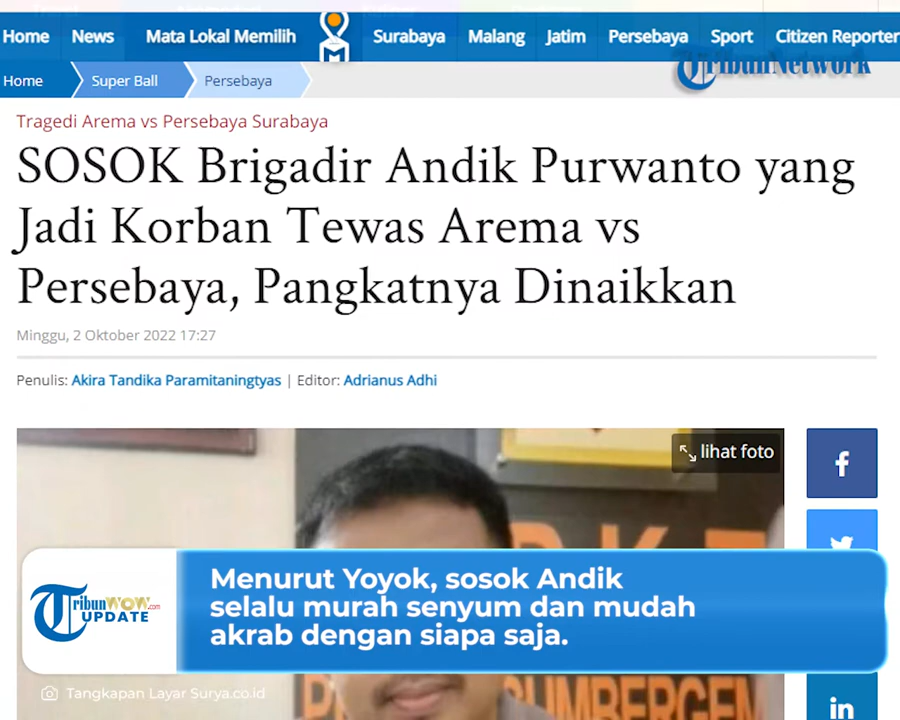 Home News Mata Lokal Memilih M Surabaya Malang Jatim Persebaya Sport Citizen Reporter
Home Super Ball Persebaya
TribunNetwork
Tragedi Arema vs Persebaya Surabaya
SOSOK Brigadir Andik Purwanto yang
Jadi Korban Tewas Arema vs
Persebaya, Pangkatnya Dinaikkan
Minggu, 2 Oktober 2022 17:27
Penulis: Akira Tandika Paramitaningtyas | Editor: Adrianus Adhi
lihat foto
f
TribunWOW.com
UPDATE
Menurut Yoyok, sosok Andik
selalu murah senyum dan mudah
akrab dengan siapa saja.
Tangkapan Layar Surya.co.id
in